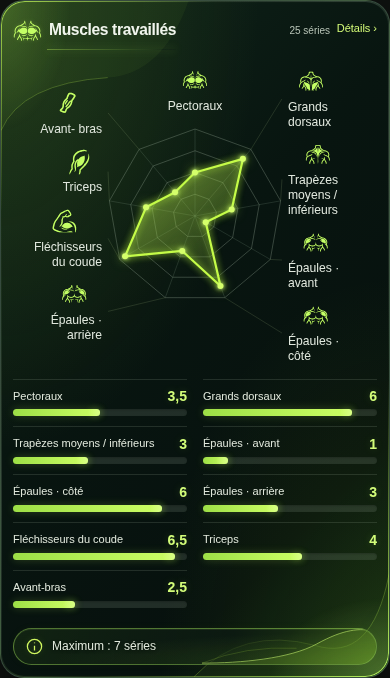 Muscles travaillés
25 séries
Détails ›
Pectoraux
Grands
dorsaux
Trapèzes
moyens /
inférieurs
Épaules ·
avant
Épaules ·
côté
Avant- bras
Triceps
Fléchisseurs
du coude
Épaules ·
arrière
Pectoraux 3,5
Grands dorsaux 6
Trapèzes moyens / inférieurs 3
Épaules · avant 1
Épaules · côté 6
Épaules · arrière 3
Fléchisseurs du coude 6,5
Triceps 4
Avant-bras 2,5
Maximum : 7 séries